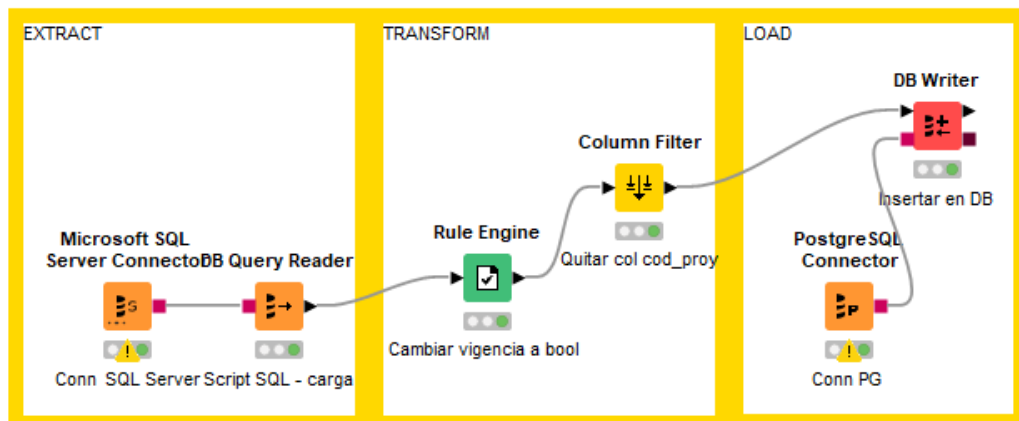 EXTRACT
Microsoft SQL
Server Connector
Conn SQL Server
DB Query Reader
Script SQL - carga
TRANSFORM
Rule Engine
Cambiar vigencia a bool
Column Filter
Quitar col cod_proy
LOAD
DB Writer
Insertar en DB
PostgreSQL
Connector
Conn PG